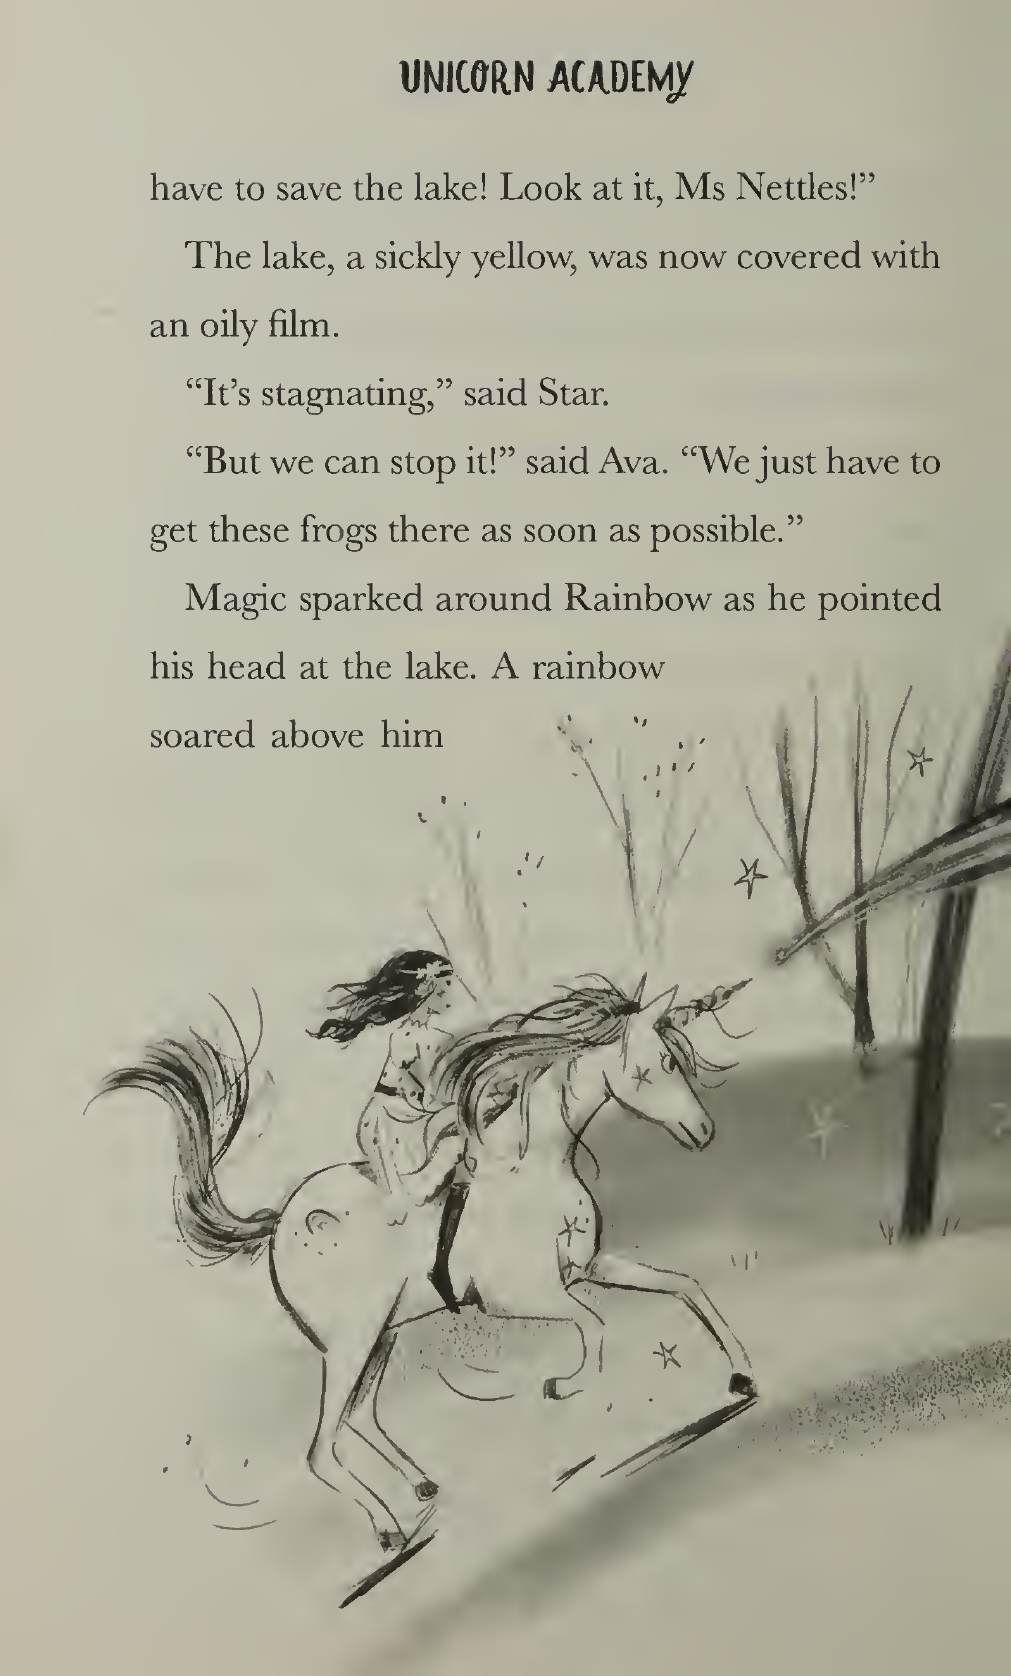 UNICORN ACADEMY
have to save the lake! Look at it, Ms Nettles!”
The lake, a sickly yellow, was now covered with
an oily film.
“It’s stagnating,” said Star.
“But we can stop it!” said Ava. “We just have to
get these frogs there as soon as possible.”
Magic sparked around Rainbow as he pointed
his head at the lake. A rainbow
soared above him